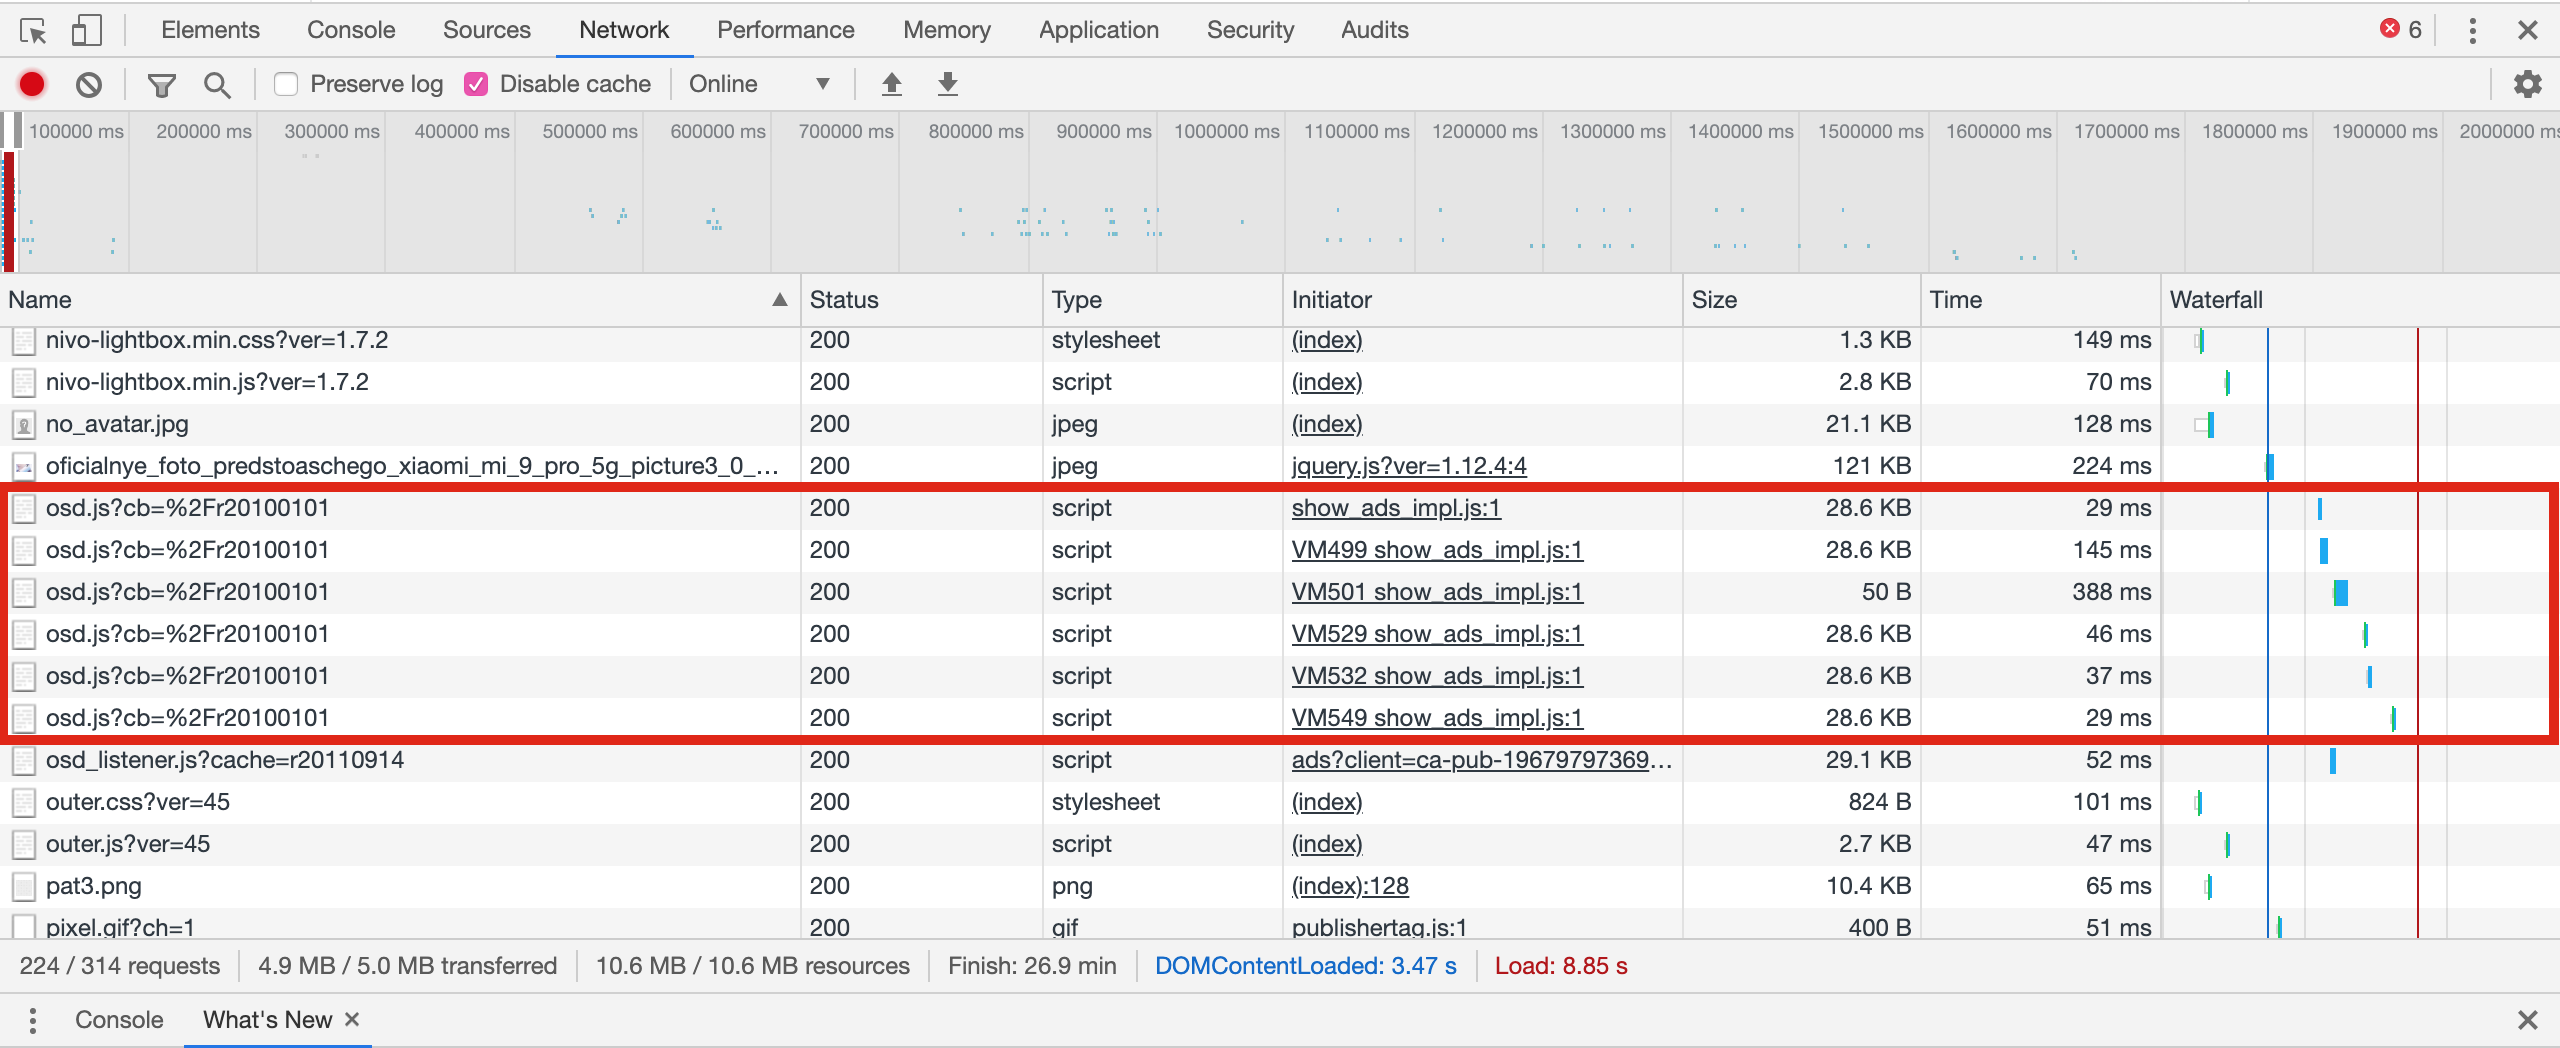 Elements Console Sources Network Performance Memory Application Security Audits 6
Preserve log Disable cache Online
100000 ms 200000 ms 300000 ms 400000 ms 500000 ms 600000 ms 700000 ms 800000 ms 900000 ms 1000000 ms 1100000 ms 1200000 ms 1300000 ms 1400000 ms 1500000 ms 1600000 ms 1700000 ms 1800000 ms 1900000 ms 2000000 ms
Name Status Type Initiator Size Time Waterfall
nivo-lightbox.min.css?ver=1.7.2 200 stylesheet (index) 1.3 KB 149 ms
nivo-lightbox.min.js?ver=1.7.2 200 script (index) 2.8 KB 70 ms
no_avatar.jpg 200 jpeg (index) 21.1 KB 128 ms
oficialnye_foto_predstoaschego_xiaomi_mi_9_pro_5g_picture3_0_... 200 jpeg jquery.js?ver=1.12.4:4 121 KB 224 ms
osd.js?cb=%2Fr20100101 200 script show_ads_impl.js:1 28.6 KB 29 ms
osd.js?cb=%2Fr20100101 200 script VM499 show_ads_impl.js:1 28.6 KB 145 ms
osd.js?cb=%2Fr20100101 200 script VM501 show_ads_impl.js:1 50 B 388 ms
osd.js?cb=%2Fr20100101 200 script VM529 show_ads_impl.js:1 28.6 KB 46 ms
osd.js?cb=%2Fr20100101 200 script VM532 show_ads_impl.js:1 28.6 KB 37 ms
osd.js?cb=%2Fr20100101 200 script VM549 show_ads_impl.js:1 28.6 KB 29 ms
osd_listener.js?cache=r20110914 200 script ads?client=ca-pub-19679797369... 29.1 KB 52 ms
outer.css?ver=45 200 stylesheet (index) 824 B 101 ms
outer.js?ver=45 200 script (index) 2.7 KB 47 ms
pat3.png 200 png (index):128 10.4 KB 65 ms
pixel.gif?ch=1 200 gif publishertag.js:1 400 B 51 ms
224 / 314 requests 4.9 MB / 5.0 MB transferred 10.6 MB / 10.6 MB resources Finish: 26.9 min DOMContentLoaded: 3.47 s Load: 8.85 s
Console What's New